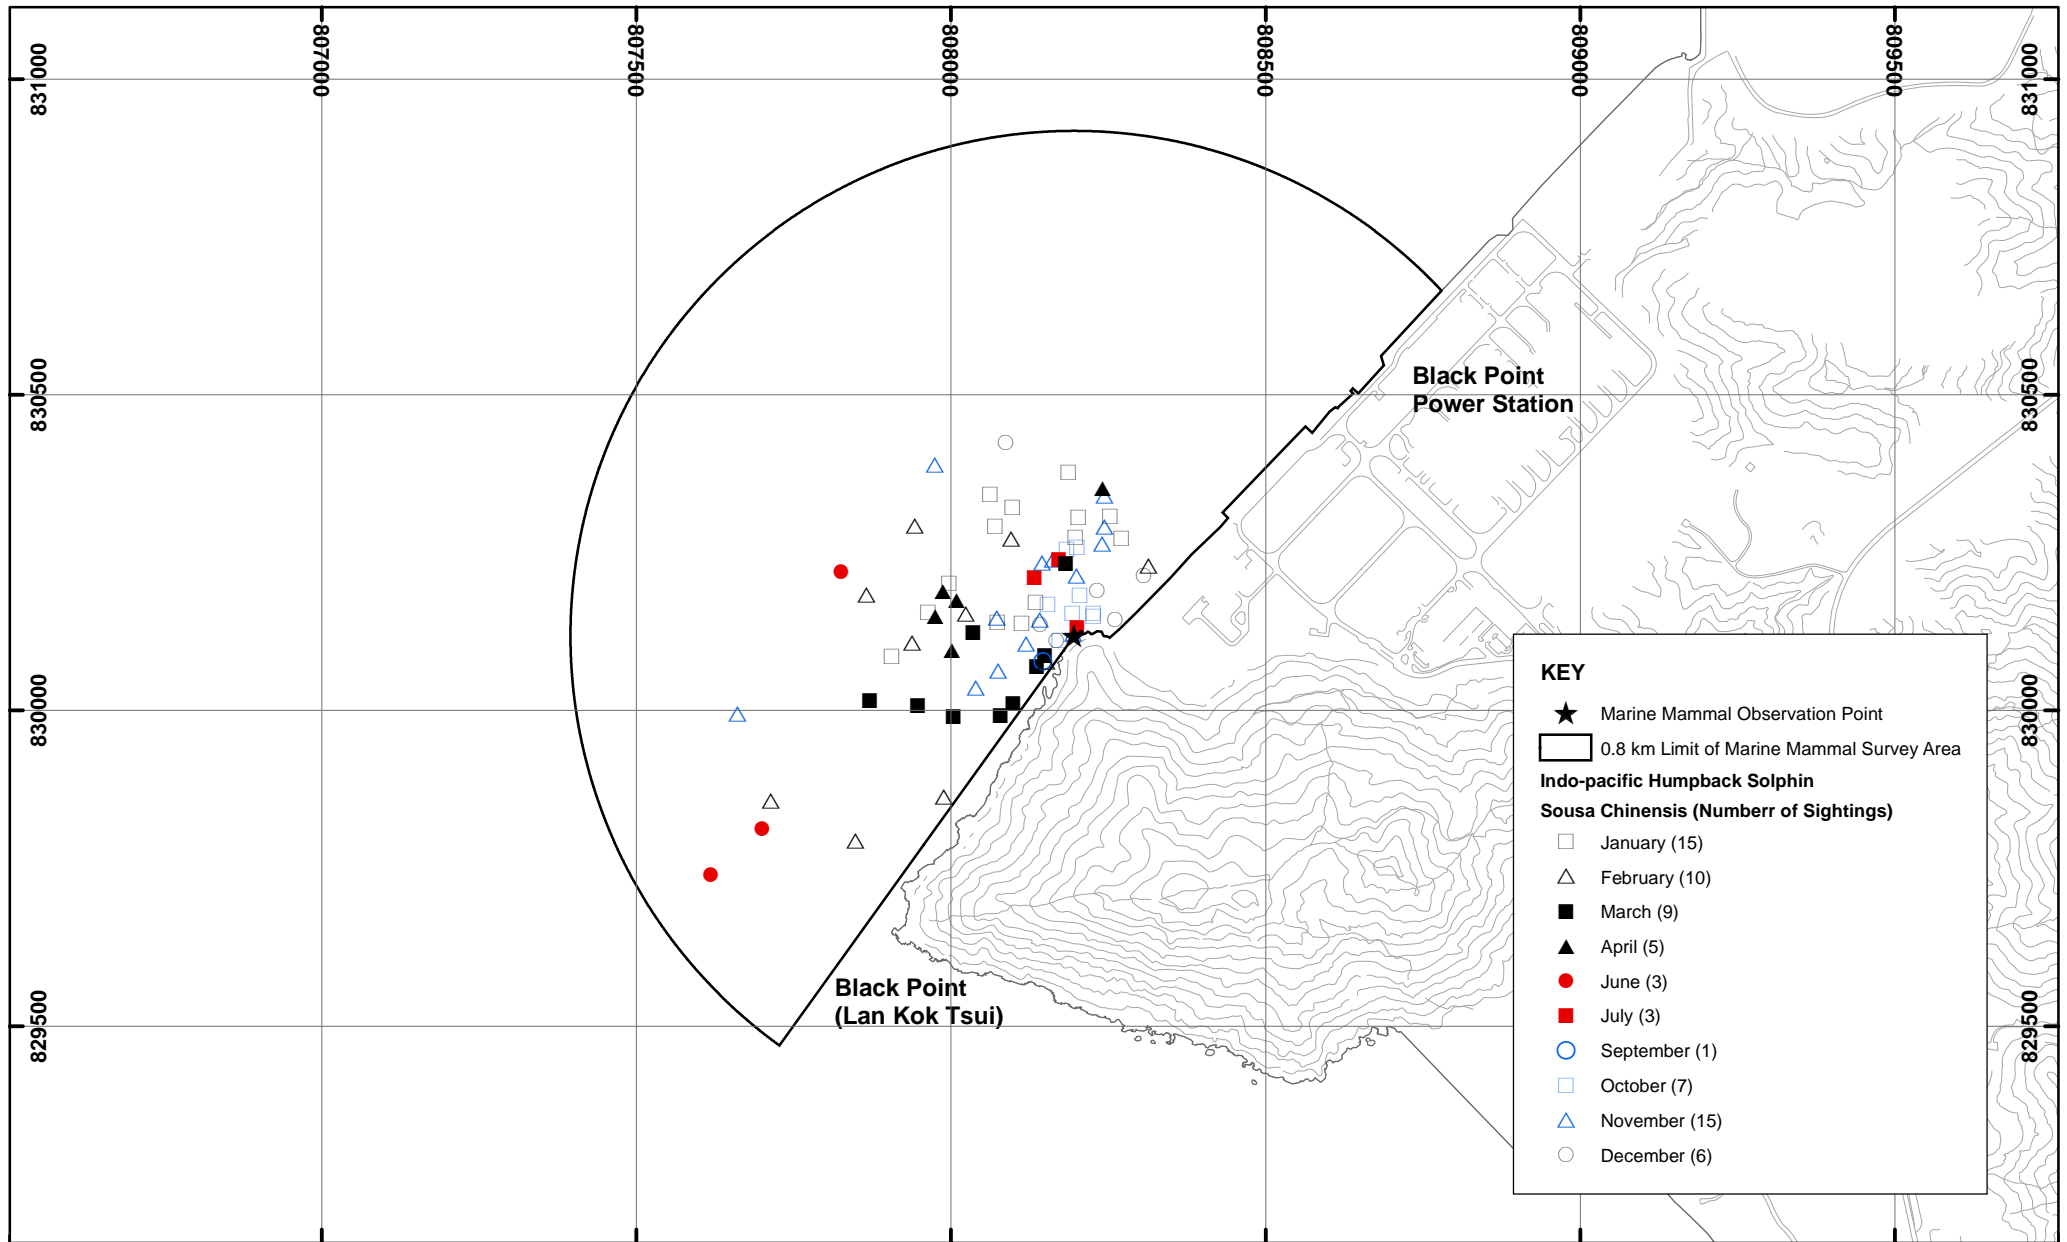 807000
807500
808000
808500
809000
809500
831000
831000
830500
830500
830000
830000
829500
829500
Black Point
Power Station
Black Point
(Lan Kok Tsui)
KEY
Marine Mammal Observation Point
0.8 km Limit of Marine Mammal Survey Area
Indo-pacific Humpback Solphin
Sousa Chinensis (Numberr of Sightings)
January (15)
February (10)
March (9)
April (5)
June (3)
July (3)
September (1)
October (7)
November (15)
December (6)